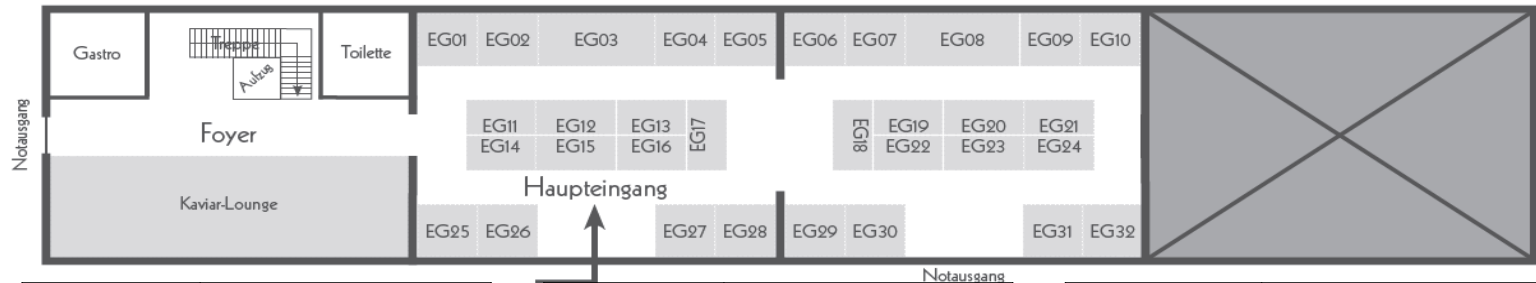 EG01 EG02 EG03 EG04 EG05 EG06 EG07 EG08 EG09 EG10
Gastro
Treppe
Toilette
Aufzug
Notausgang
Foyer
EG11 EG12 EG13 EG17 EG18 EG19 EG20 EG21
EG14 EG15 EG16 EG22 EG23 EG24
Haupteingang
Kaviar-Lounge
EG25 EG26 EG27 EG28 EG29 EG30 EG31 EG32
Notausgang